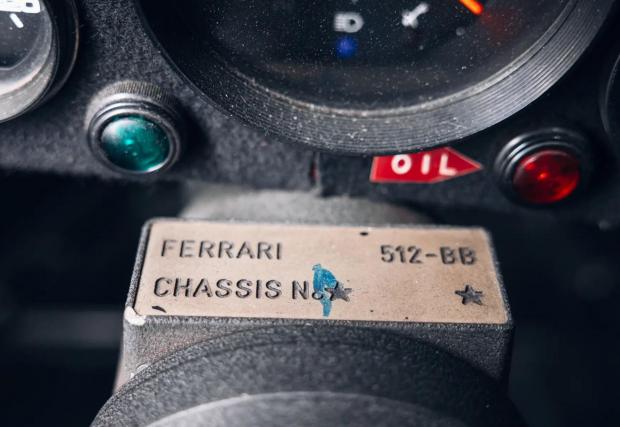 OIL
FERRARI 512-BB
CHASSIS No. ★ ★